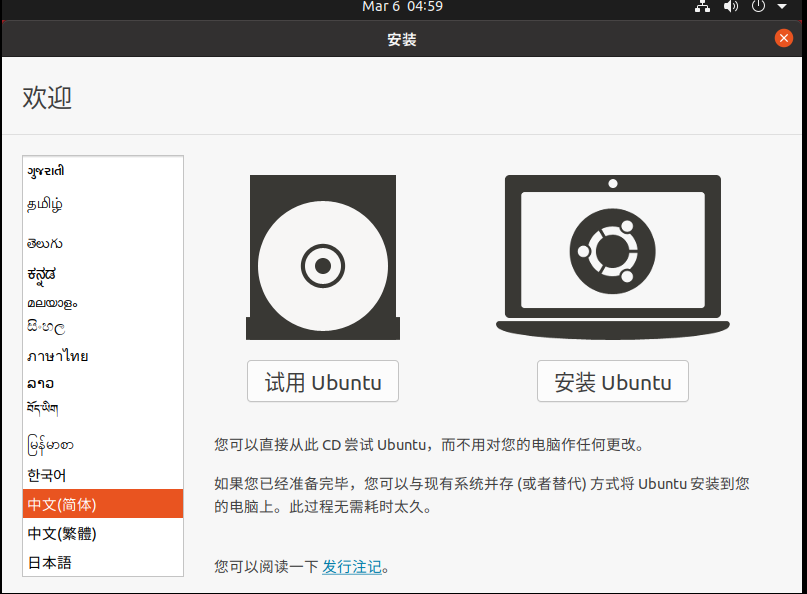 Mar 6 04:59
安装
欢迎
ગુજરાતી
தமிழ்
తెలుగు
ಕನ್ನಡ
മലയാളം
සිංහල
ภาษาไทย
ລາວ
བོད་ཡིག
မြန်မာစာ
한국어
中文(简体)
中文(繁體)
日本語
试用 Ubuntu
安装 Ubuntu
您可以直接从此 CD 尝试 Ubuntu，而不用对您的电脑作任何更改。
如果您已经准备完毕，您可以与现有系统并存 (或者替代) 方式将 Ubuntu 安装到您
的电脑上。此过程无需耗时太久。
您可以阅读一下 发行注记。